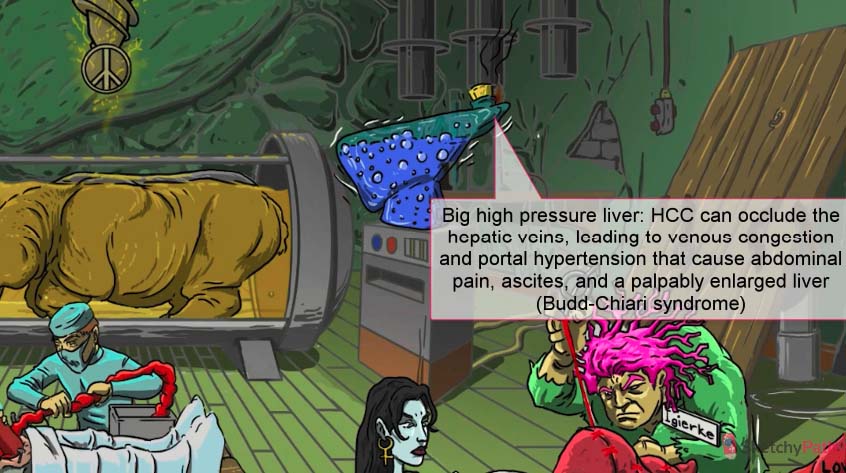 Big high pressure liver: HCC can occlude the
hepatic veins, leading to venous congestion
and portal hypertension that cause abdominal
pain, ascites, and a palpably enlarged liver
(Budd-Chiari syndrome)
gierke